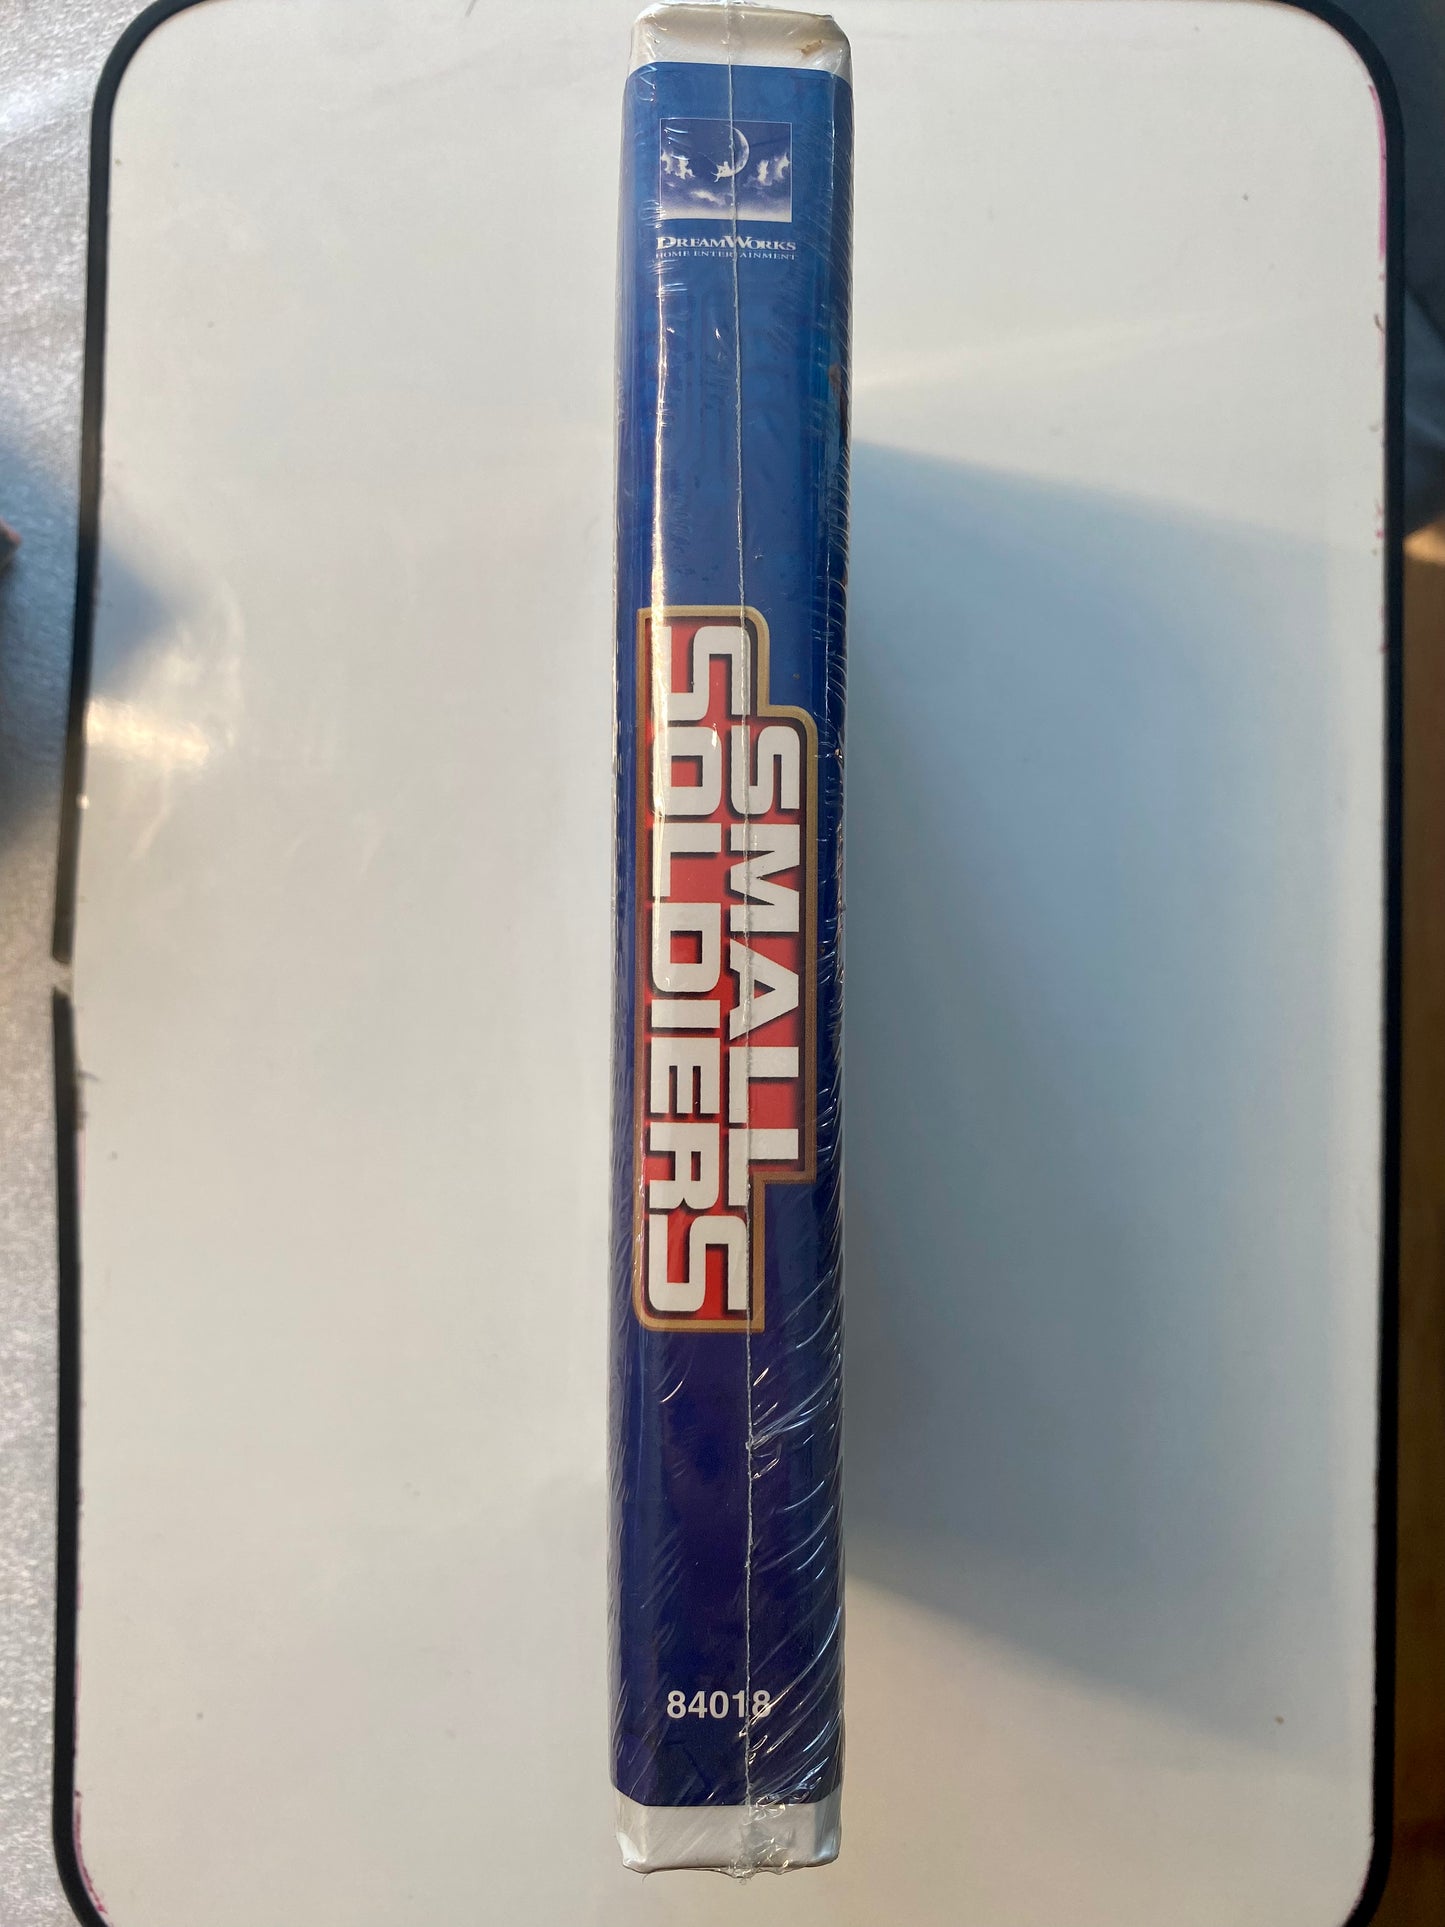 DREAMWORKS
HOME ENTERTAINMENT
SMALL
SOLDIERS
84018